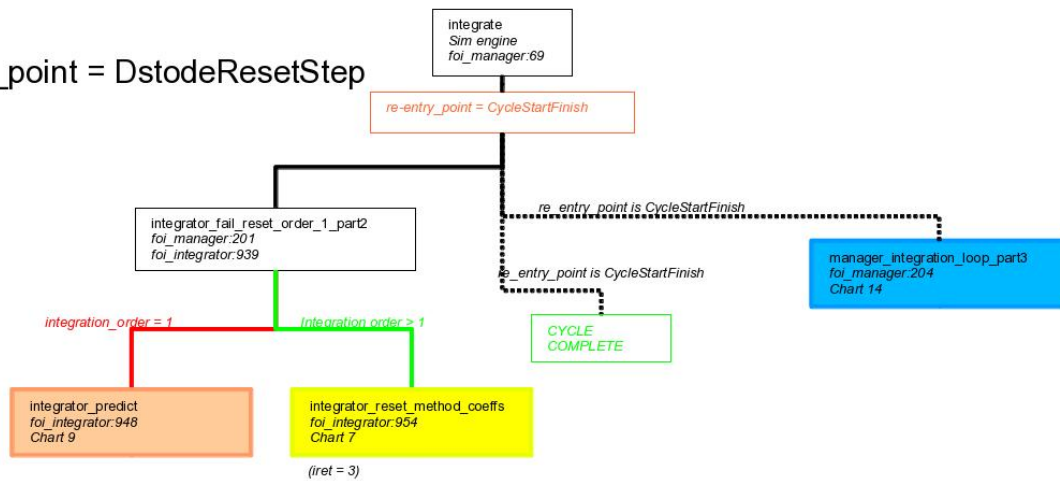 integrate
Sim engine
foi_manager:69
_point = DstodeResetStep
re-entry_point = CycleStartFinish
integrator_fail_reset_order_1_part2
foi_manager:201
foi_integrator:939
re_entry_point is CycleStartFinish
manager_integration_loop_part3
foi_manager:204
Chart 14
re_entry_point is CycleStartFinish
CYCLE
COMPLETE
integration_order = 1
Integration order > 1
integrator_predict
foi_integrator:948
Chart 9
integrator_reset_method_coeffs
foi_integrator:954
Chart 7
(iret = 3)